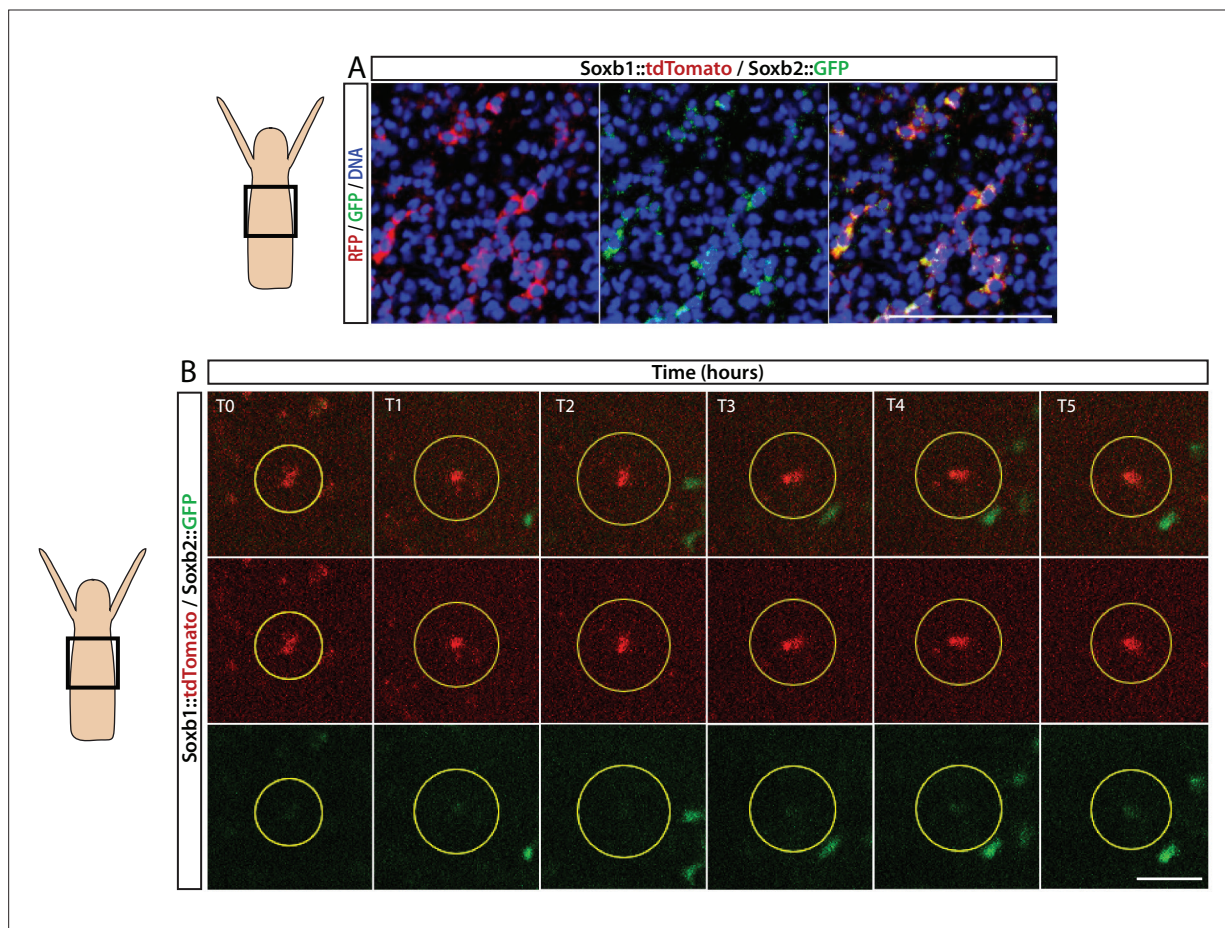 A
Soxb1::tdTomato / Soxb2::GFP
RFP / GFP / DNA
B
Time (hours)
Soxb1::tdTomato / Soxb2::GFP
T0
T1
T2
T3
T4
T5